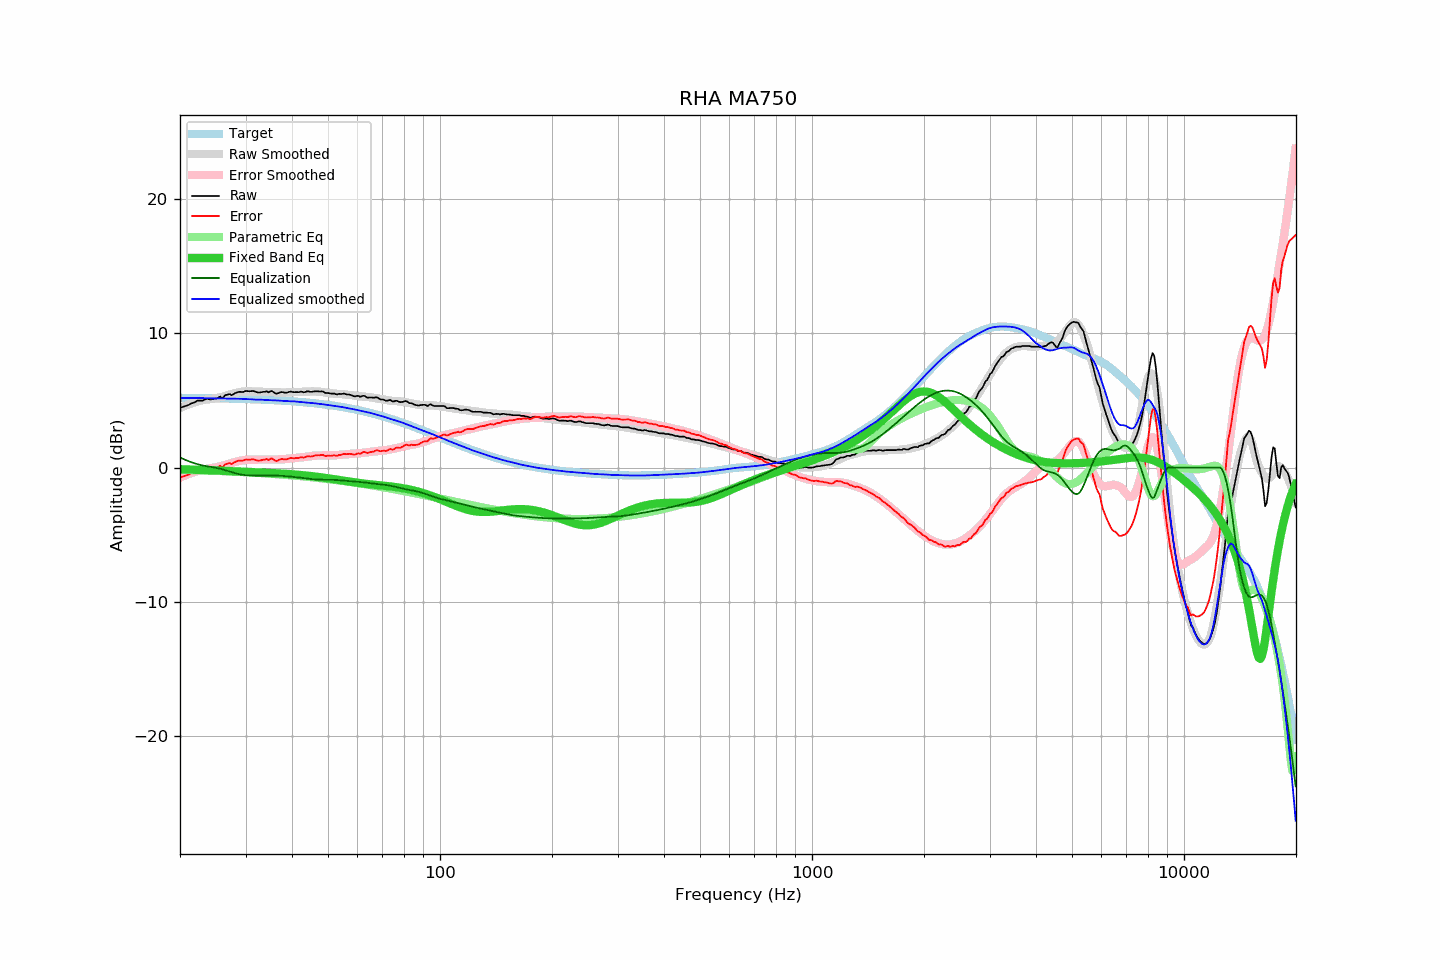 RHA MA750
Target
Raw Smoothed
Error Smoothed
Raw
Error
Parametric Eq
Fixed Band Eq
Equalization
Equalized smoothed
20
10
0
−10
−20
Amplitude (dBr)
100
1000
10000
Frequency (Hz)